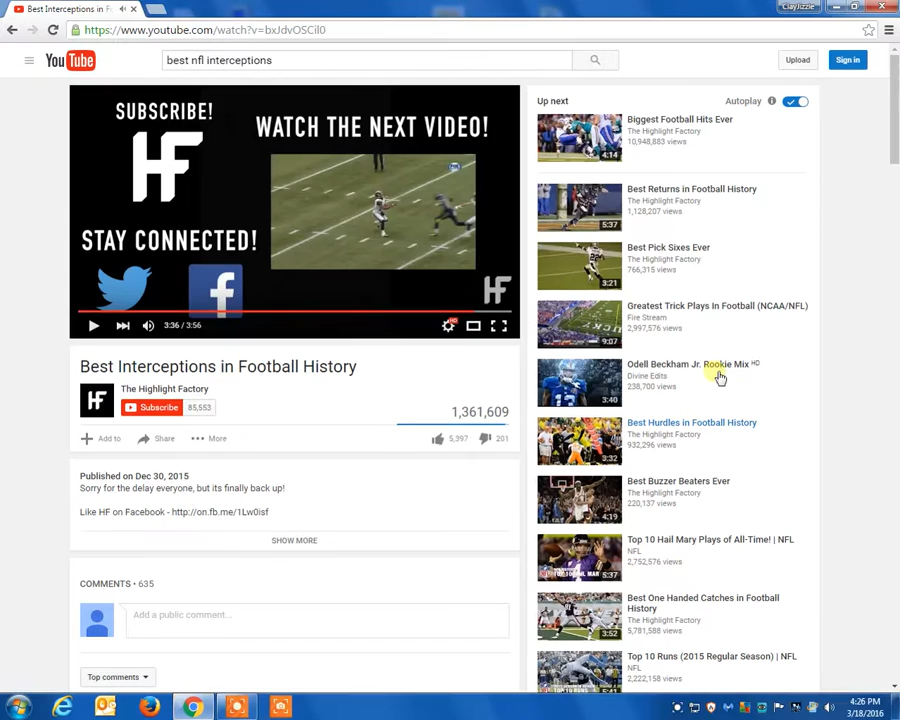 Best Interceptions in Foo
ClayJizzle
https://www.youtube.com/watch?v=bxJdvOSCil0
YouTube
best nfl interceptions
Upload
Sign in
SUBSCRIBE!
HF
WATCH THE NEXT VIDEO!
STAY CONNECTED!
FOX
HF
3:36 / 3:56
HD
Best Interceptions in Football History
HF
The Highlight Factory
Subscribe
85,553
1,361,609
Add to
Share
More
5,397
201
Published on Dec 30, 2015
Sorry for the delay everyone, but its finally back up!
Like HF on Facebook - http://on.fb.me/1Lw0isf
SHOW MORE
COMMENTS • 635
Add a public comment...
Top comments
Up next
Autoplay
Biggest Football Hits Ever
The Highlight Factory
10,948,883 views
4:14
Best Returns in Football History
The Highlight Factory
1,128,207 views
5:37
Best Pick Sixes Ever
The Highlight Factory
766,315 views
3:21
Greatest Trick Plays In Football (NCAA/NFL)
Fire Stream
2,997,576 views
9:07
Odell Beckham Jr. Rookie Mix HD
Divine Edits
238,700 views
3:40
Best Hurdles in Football History
The Highlight Factory
932,296 views
3:32
Best Buzzer Beaters Ever
The Highlight Factory
220,137 views
4:19
Top 10 Hail Mary Plays of All-Time! | NFL
NFL
2,752,576 views
5:37
Best One Handed Catches in Football
History
The Highlight Factory
5,781,588 views
3:52
Top 10 Runs (2015 Regular Season) | NFL
NFL
2,222,158 views
5:41
4:26 PM
3/18/2016